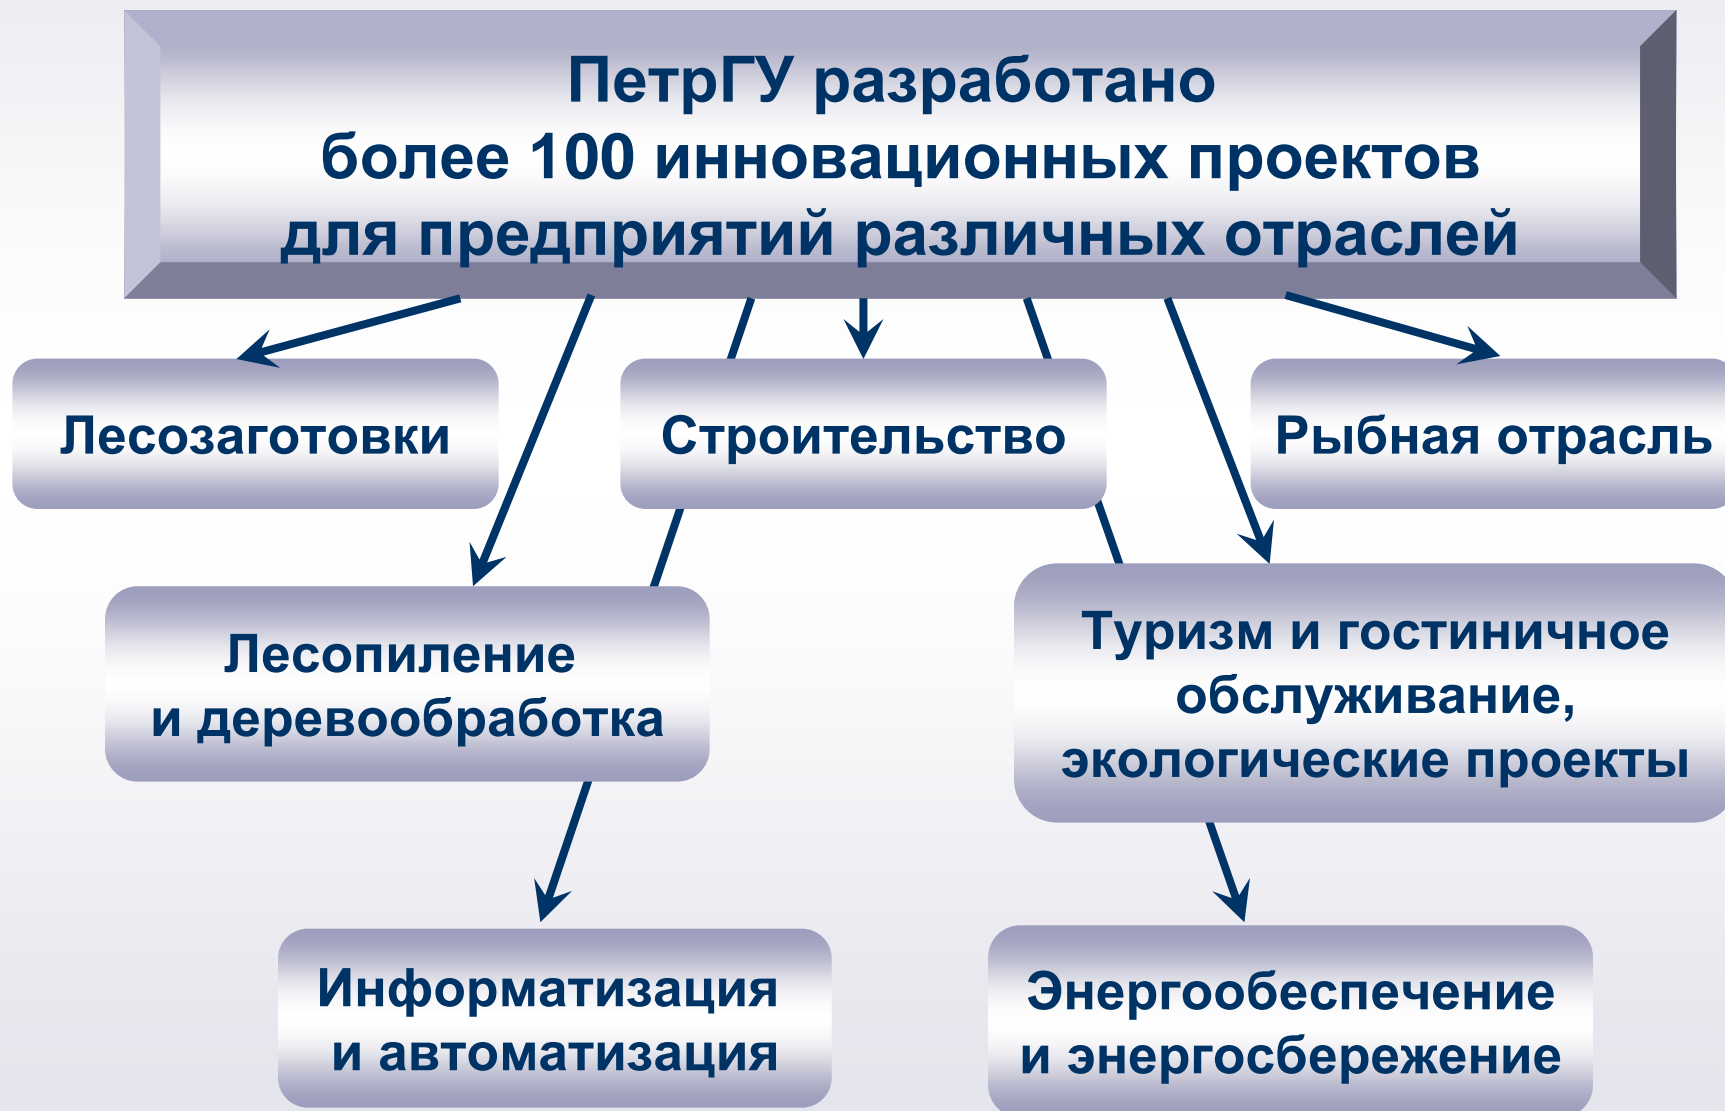 ПетрГУ разработано
более 100 инновационных проектов
для предприятий различных отраслей
Лесозаготовки
Строительство
Рыбная отрасль
Лесопиление
и деревообработка
Туризм и гостиничное
обслуживание,
экологические проекты
Информатизация
и автоматизация
Энергообеспечение
и энергосбережение